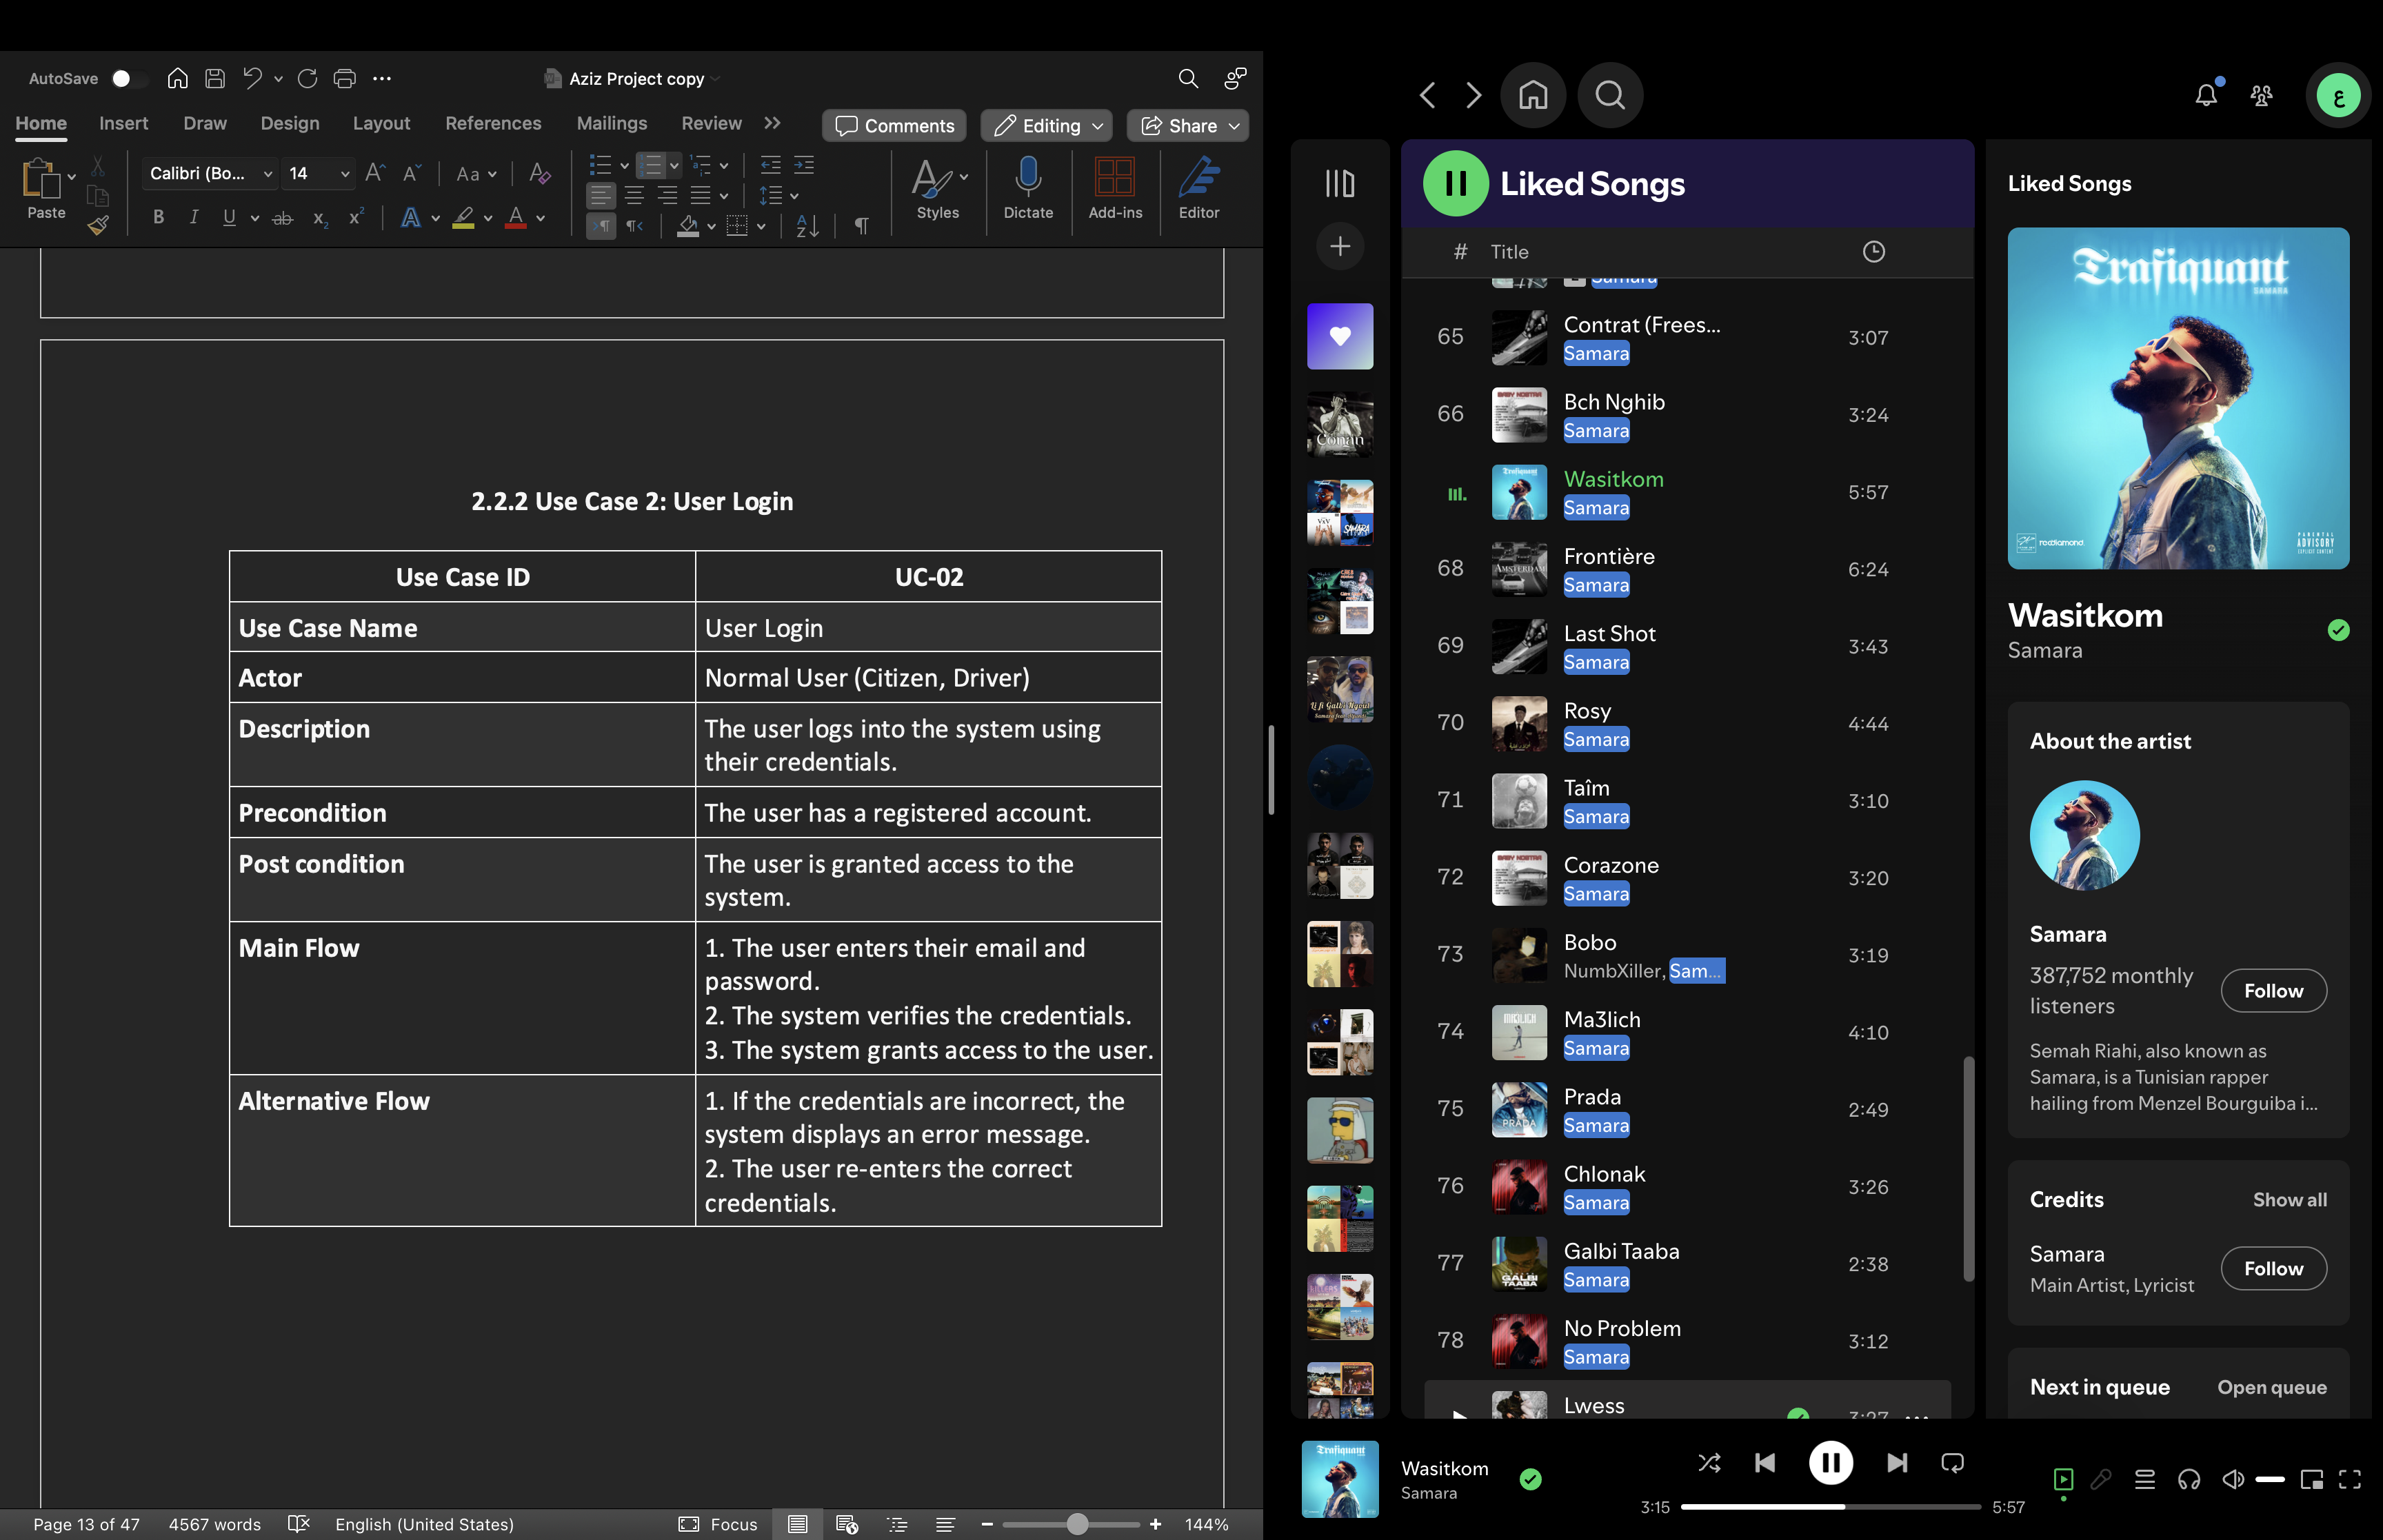 AutoSave
Aziz Project copy
Home Insert Draw Design Layout References Mailings Review
Comments
Editing
Share
Paste
Calibri (Bo...
14
Styles
Dictate
Add-ins
Editor
2.2.2 Use Case 2: User Login
Use Case ID UC-02
Use Case Name User Login
Actor Normal User (Citizen, Driver)
Description The user logs into the system using
their credentials.
Precondition The user has a registered account.
Post condition The user is granted access to the
system.
Main Flow 1. The user enters their email and
password.
2. The system verifies the credentials.
3. The system grants access to the user.
Alternative Flow 1. If the credentials are incorrect, the
system displays an error message.
2. The user re-enters the correct
credentials.
Page 13 of 47 4567 words English (United States) Focus 144%
ع
Liked Songs
# Title
Samara
65 Contrat (Frees... 3:07
Samara
66 Bch Nghib 3:24
Samara
Wasitkom 5:57
Samara
68 Frontière 6:24
Samara
69 Last Shot 3:43
Samara
70 Rosy 4:44
Samara
71 Taîm 3:10
Samara
72 Corazone 3:20
Samara
73 Bobo 3:19
NumbXiller, Sam...
74 Ma3lich 4:10
Samara
75 Prada 2:49
Samara
76 Chlonak 3:26
Samara
77 Galbi Taaba 2:38
Samara
78 No Problem 3:12
Samara
Lwess 3:27
Liked Songs
Trafiquant
SAMARA
PARENTAL
ADVISORY
EXPLICIT CONTENT
Wasitkom
Samara
About the artist
Samara
387,752 monthly
listeners
Follow
Semah Riahi, also known as
Samara, is a Tunisian rapper
hailing from Menzel Bourguiba i...
Credits Show all
Samara
Main Artist, Lyricist
Follow
Next in queue Open queue
Wasitkom
Samara
3:15 5:57